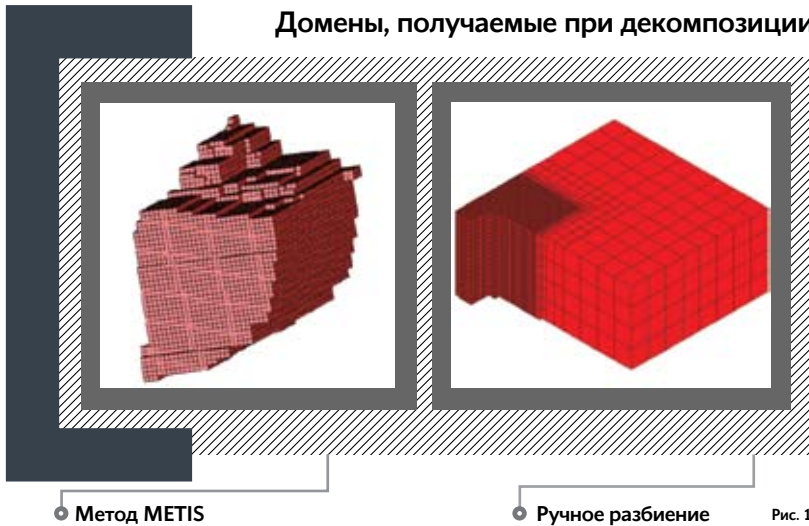 Домены, получаемые при декомпозиции
Метод METIS
Ручное разбиение
Рис. 1